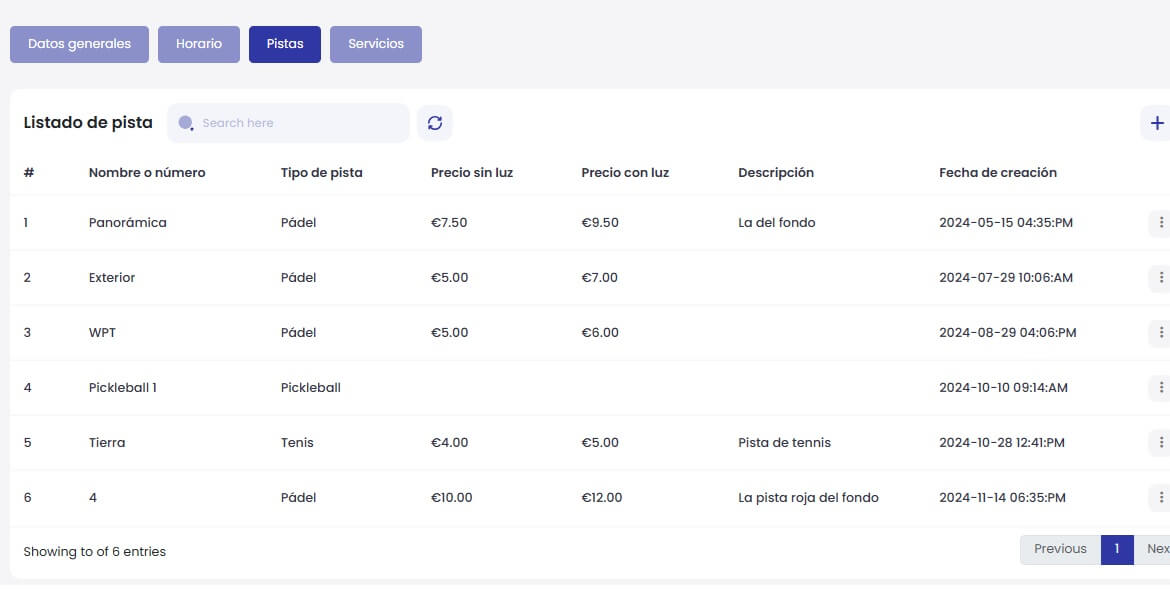 Datos generales Horario Pistas Servicios
Listado de pista Search here
# Nombre o número Tipo de pista Precio sin luz Precio con luz Descripción Fecha de creación
1 Panorámica Pádel €7.50 €9.50 La del fondo 2024-05-15 04:35:PM
2 Exterior Pádel €5.00 €7.00 2024-07-29 10:06:AM
3 WPT Pádel €5.00 €6.00 2024-08-29 04:06:PM
4 Pickleball 1 Pickleball 2024-10-10 09:14:AM
5 Tierra Tenis €4.00 €5.00 Pista de tennis 2024-10-28 12:41:PM
6 4 Pádel €10.00 €12.00 La pista roja del fondo 2024-11-14 06:35:PM
Showing to of 6 entries Previous 1 Nex